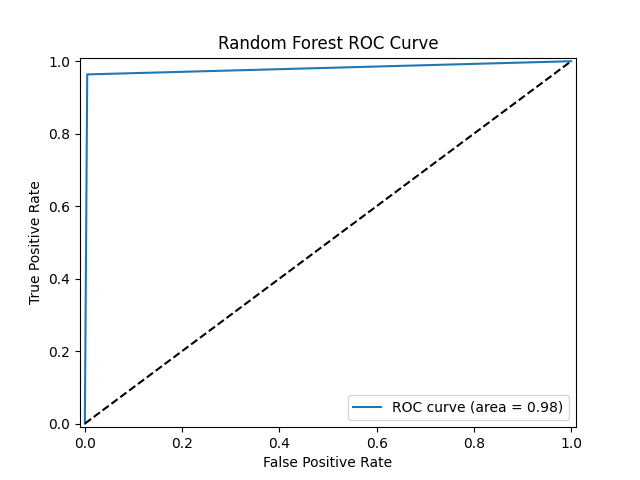 Random Forest ROC Curve
1.0
0.8
0.6
0.4
0.2
0.0
True Positive Rate
ROC curve (area = 0.98)
0.0 0.2 0.4 0.6 0.8 1.0
False Positive Rate